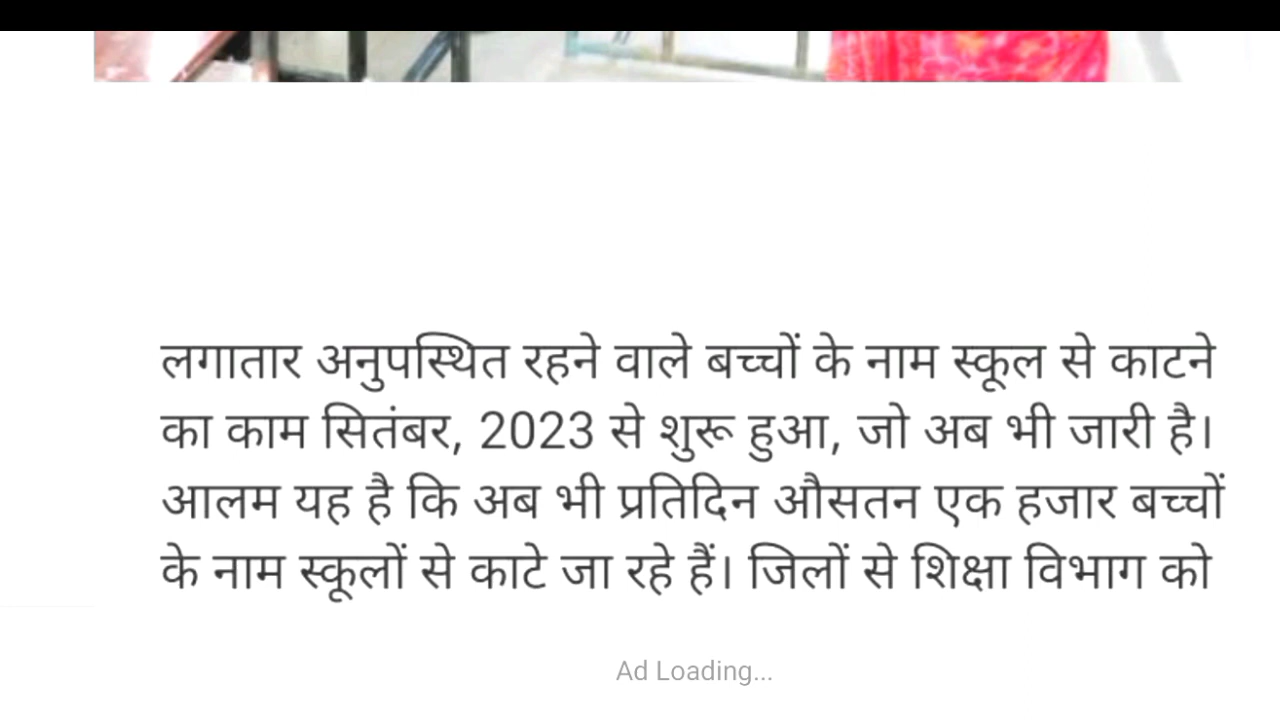 लगातार अनुपस्थित रहने वाले बच्चों के नाम स्कूल से काटने
का काम सितंबर, 2023 से शुरू हुआ, जो अब भी जारी है।
आलम यह है कि अब भी प्रतिदिन औसतन एक हजार बच्चों
के नाम स्कूलों से काटे जा रहे हैं। जिलों से शिक्षा विभाग को
Ad Loading...